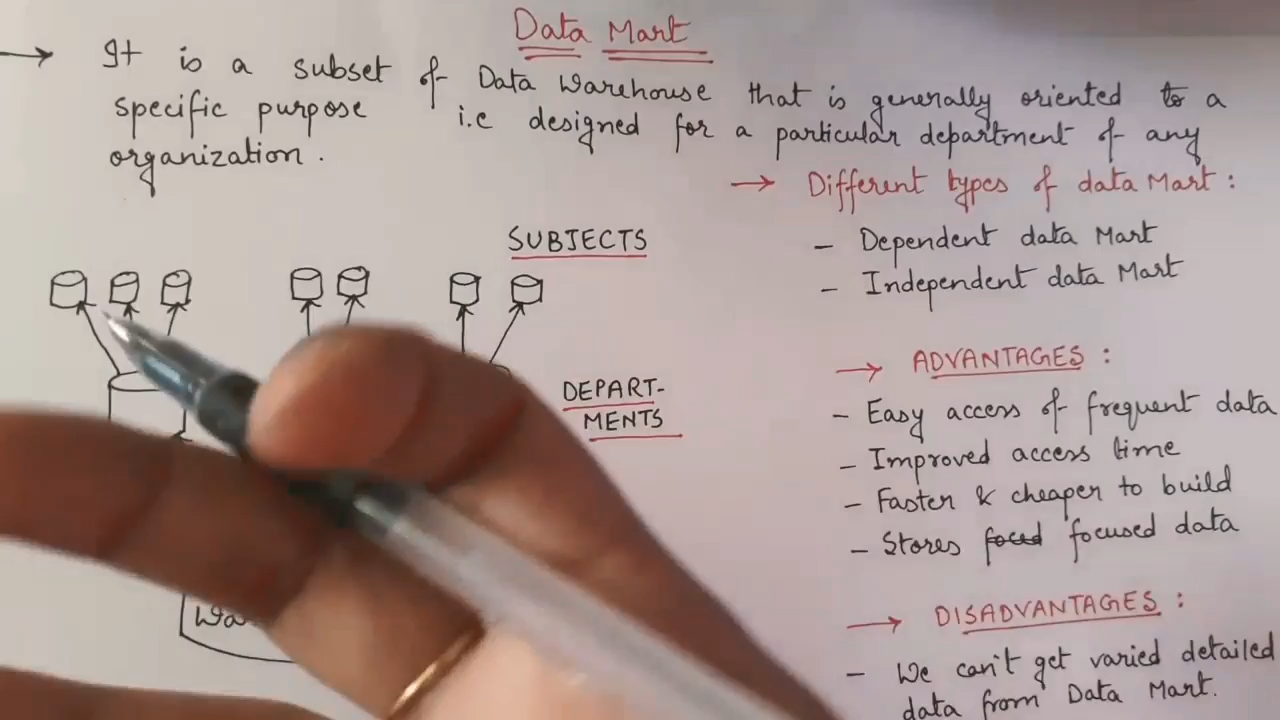 Data Mart
→ It is a subset of Data Warehouse that is generally oriented to a
specific purpose i.e designed for a particular department of any
organization.
→ Different types of data Mart :
– Dependent data Mart
– Independent data Mart
SUBJECTS
DEPART-
MENTS
→ ADVANTAGES :
– Easy access of frequent data
– Improved access time
– Faster & cheaper to build
– Stores focused data
→ DISADVANTAGES :
– We can't get varied detailed
data from Data Mart.